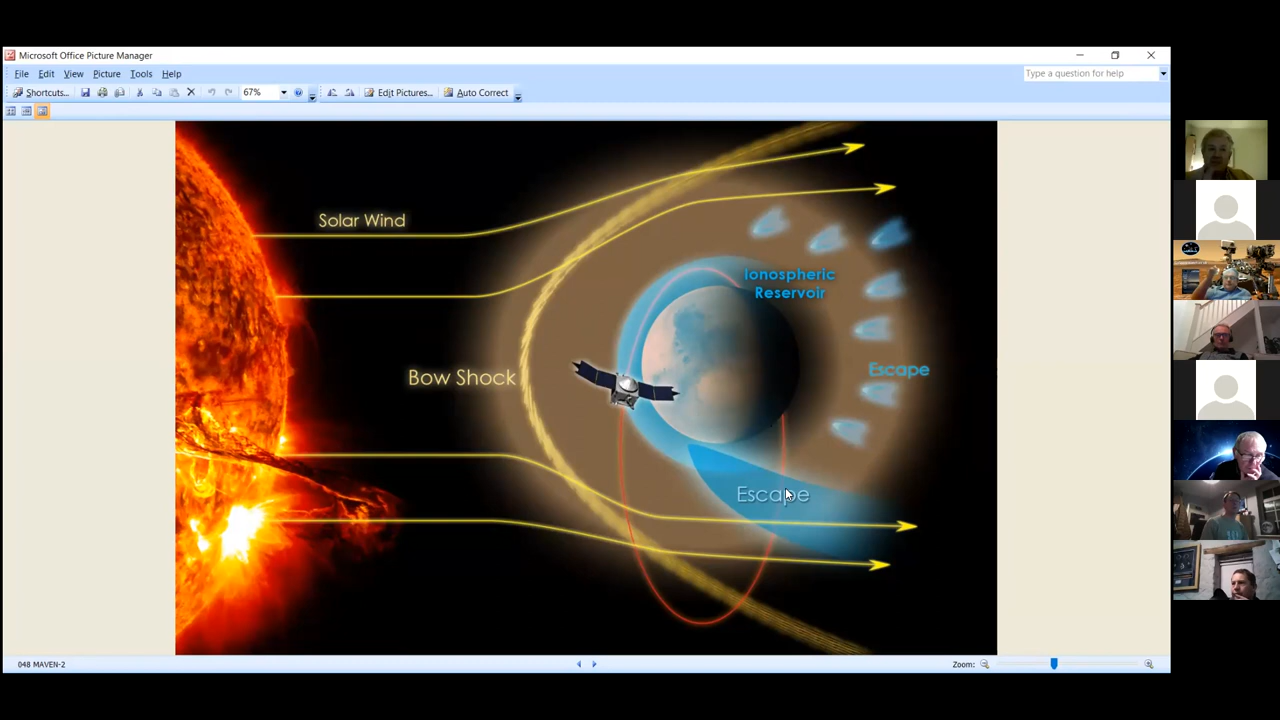 Microsoft Office Picture Manager
File Edit View Picture Tools Help
Type a question for help
Shortcuts...
67%
Edit Pictures...
Auto Correct
Solar Wind
Ionospheric
Reservoir
Bow Shock
Escape
Escape
048 MAVEN-2
Zoom: